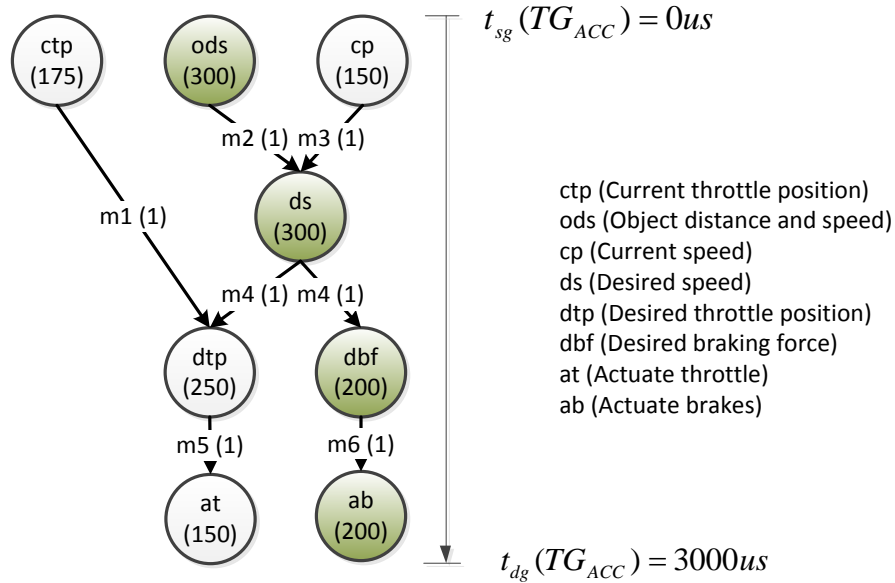 t_sg(TG_ACC) = 0us
ctp
(175)
ods
(300)
cp
(150)
m2 (1) m3 (1)
m1 (1)
ds
(300)
m4 (1) m4 (1)
dtp
(250)
dbf
(200)
m5 (1) m6 (1)
at
(150)
ab
(200)
ctp (Current throttle position)
ods (Object distance and speed)
cp (Current speed)
ds (Desired speed)
dtp (Desired throttle position)
dbf (Desired braking force)
at (Actuate throttle)
ab (Actuate brakes)
t_dg(TG_ACC) = 3000us